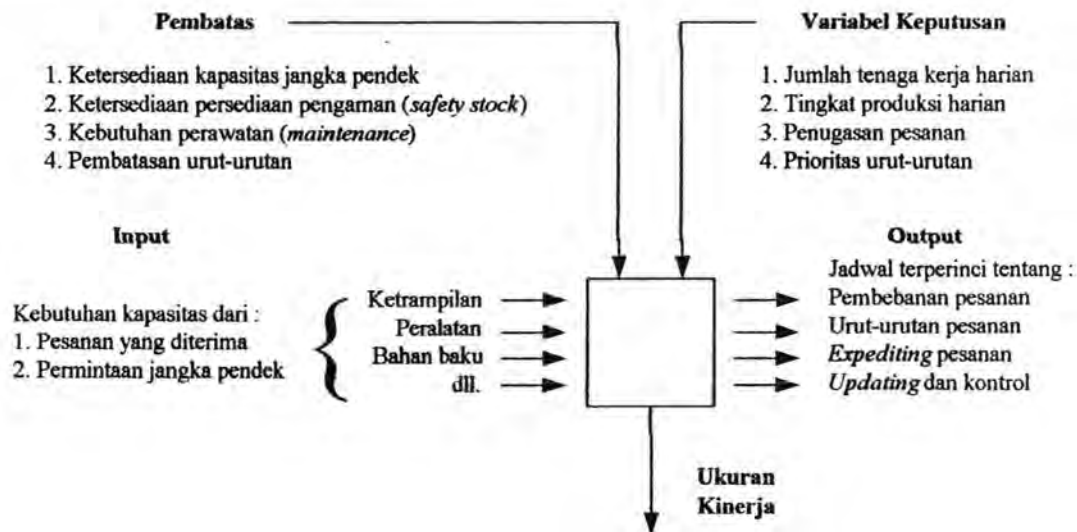 Pembatas
1. Ketersediaan kapasitas jangka pendek
2. Ketersediaan persediaan pengaman (safety stock)
3. Kebutuhan perawatan (maintenance)
4. Pembatasan urut-urutan
Variabel Keputusan
1. Jumlah tenaga kerja harian
2. Tingkat produksi harian
3. Penugasan pesanan
4. Prioritas urut-urutan
Input
Kebutuhan kapasitas dari :
1. Pesanan yang diterima
2. Permintaan jangka pendek
Ketrampilan
Peralatan
Bahan baku
dll.
Output
Jadwal terperinci tentang :
Pembebanan pesanan
Urut-urutan pesanan
Expediting pesanan
Updating dan kontrol
Ukuran
Kinerja